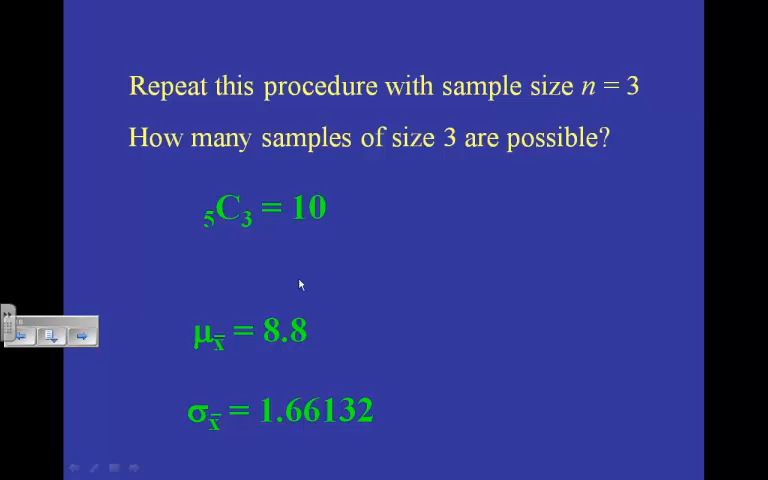 Repeat this procedure with sample size n = 3
How many samples of size 3 are possible?
₅C₃ = 10
μx̄ = 8.8
σx̄ = 1.66132